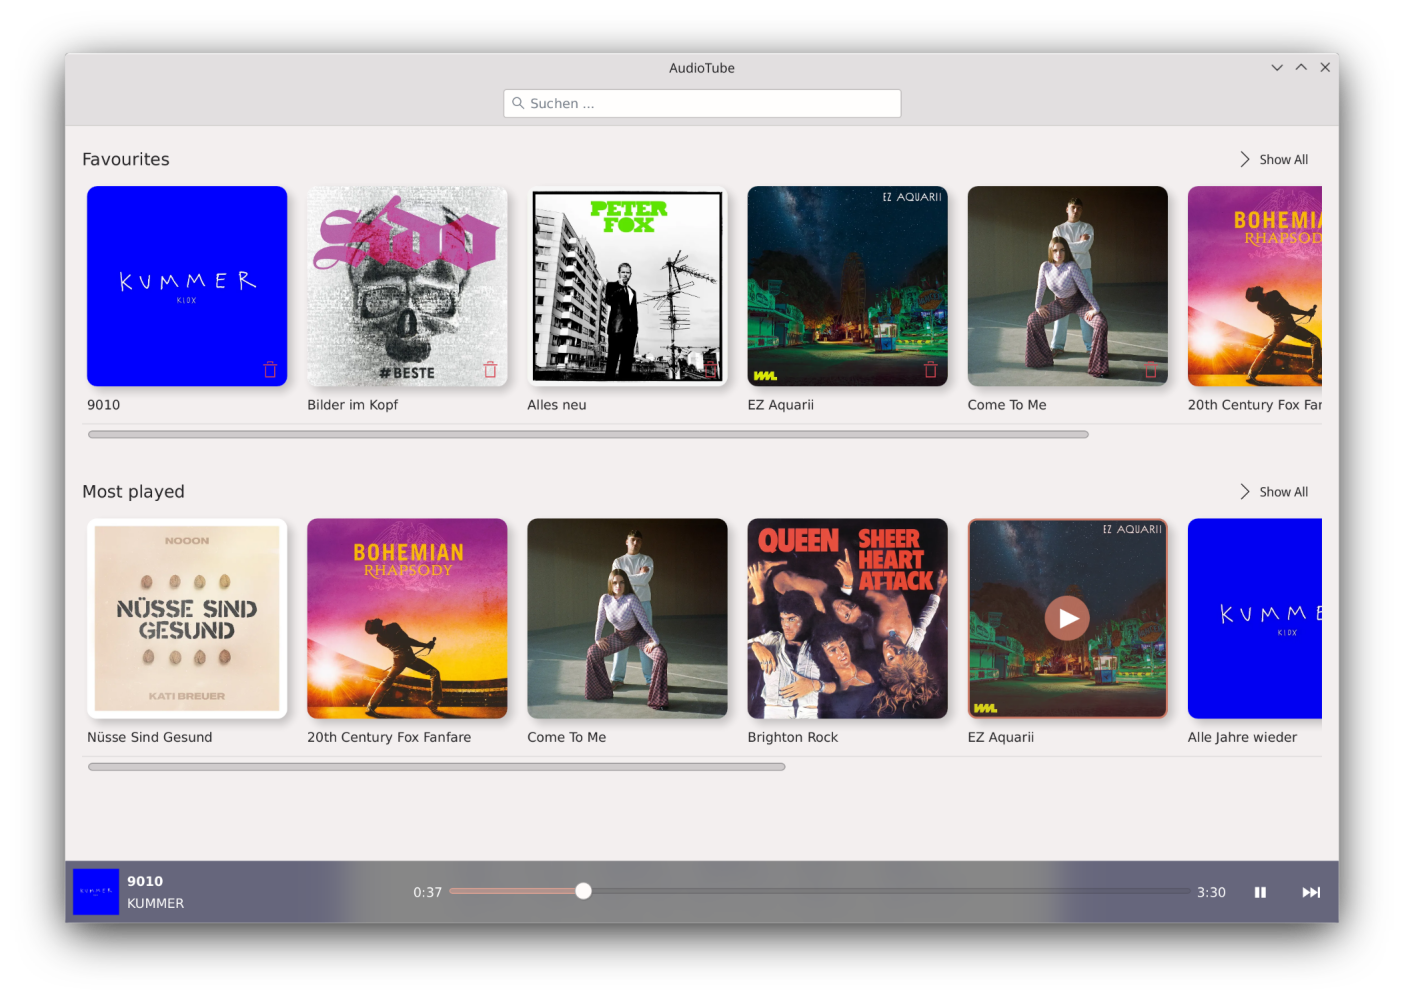 AudioTube
Suchen ...
Favourites
Show All
KUMMER
KIOX
sido
#BESTE
PETER
FOX
EZ AQUARII
BOHEMIA
RHAPSOD
9010
Bilder im Kopf
Alles neu
EZ Aquarii
Come To Me
20th Century Fox Far
Most played
Show All
NOOON
NÜSSE SIND
GESUND
KATI BREUER
BOHEMIAN
RHAPSODY
QUEEN
SHEER
HEART
ATTACK
EZ AQUARII
KUMME
KIOX
Nüsse Sind Gesund
20th Century Fox Fanfare
Come To Me
Brighton Rock
EZ Aquarii
Alle Jahre wieder
KUMMER
9010
KUMMER
0:37
3:30